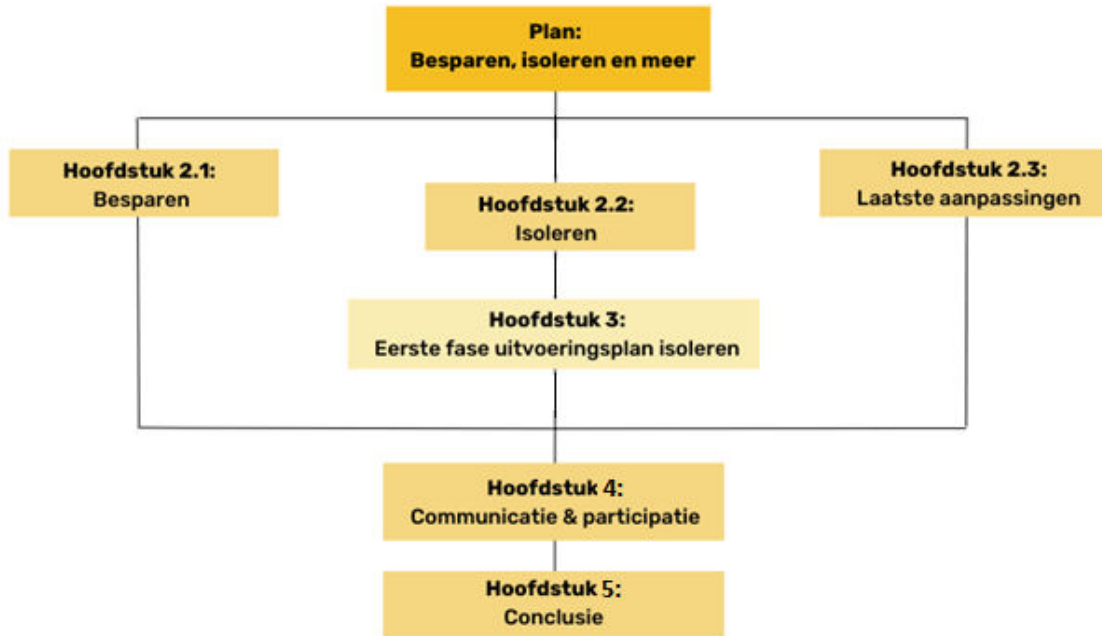 Plan:
Besparen, isoleren en meer
Hoofdstuk 2.1:
Besparen
Hoofdstuk 2.2:
Isoleren
Hoofdstuk 2.3:
Laatste aanpassingen
Hoofdstuk 3:
Eerste fase uitvoeringsplan isoleren
Hoofdstuk 4:
Communicatie & participatie
Hoofdstuk 5:
Conclusie